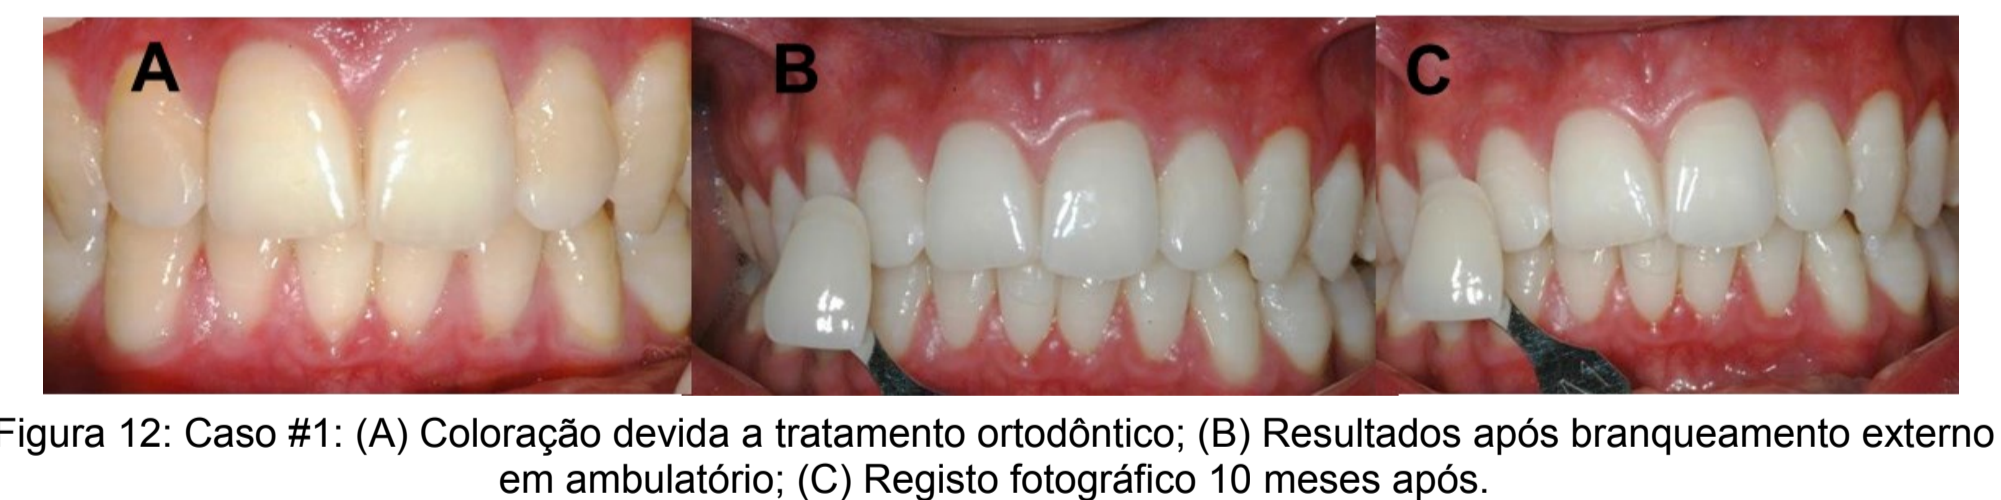 A B C
Figura 12: Caso #1: (A) Coloração devida a tratamento ortodôntico; (B) Resultados após branqueamento externo
em ambulatório; (C) Registo fotográfico 10 meses após.